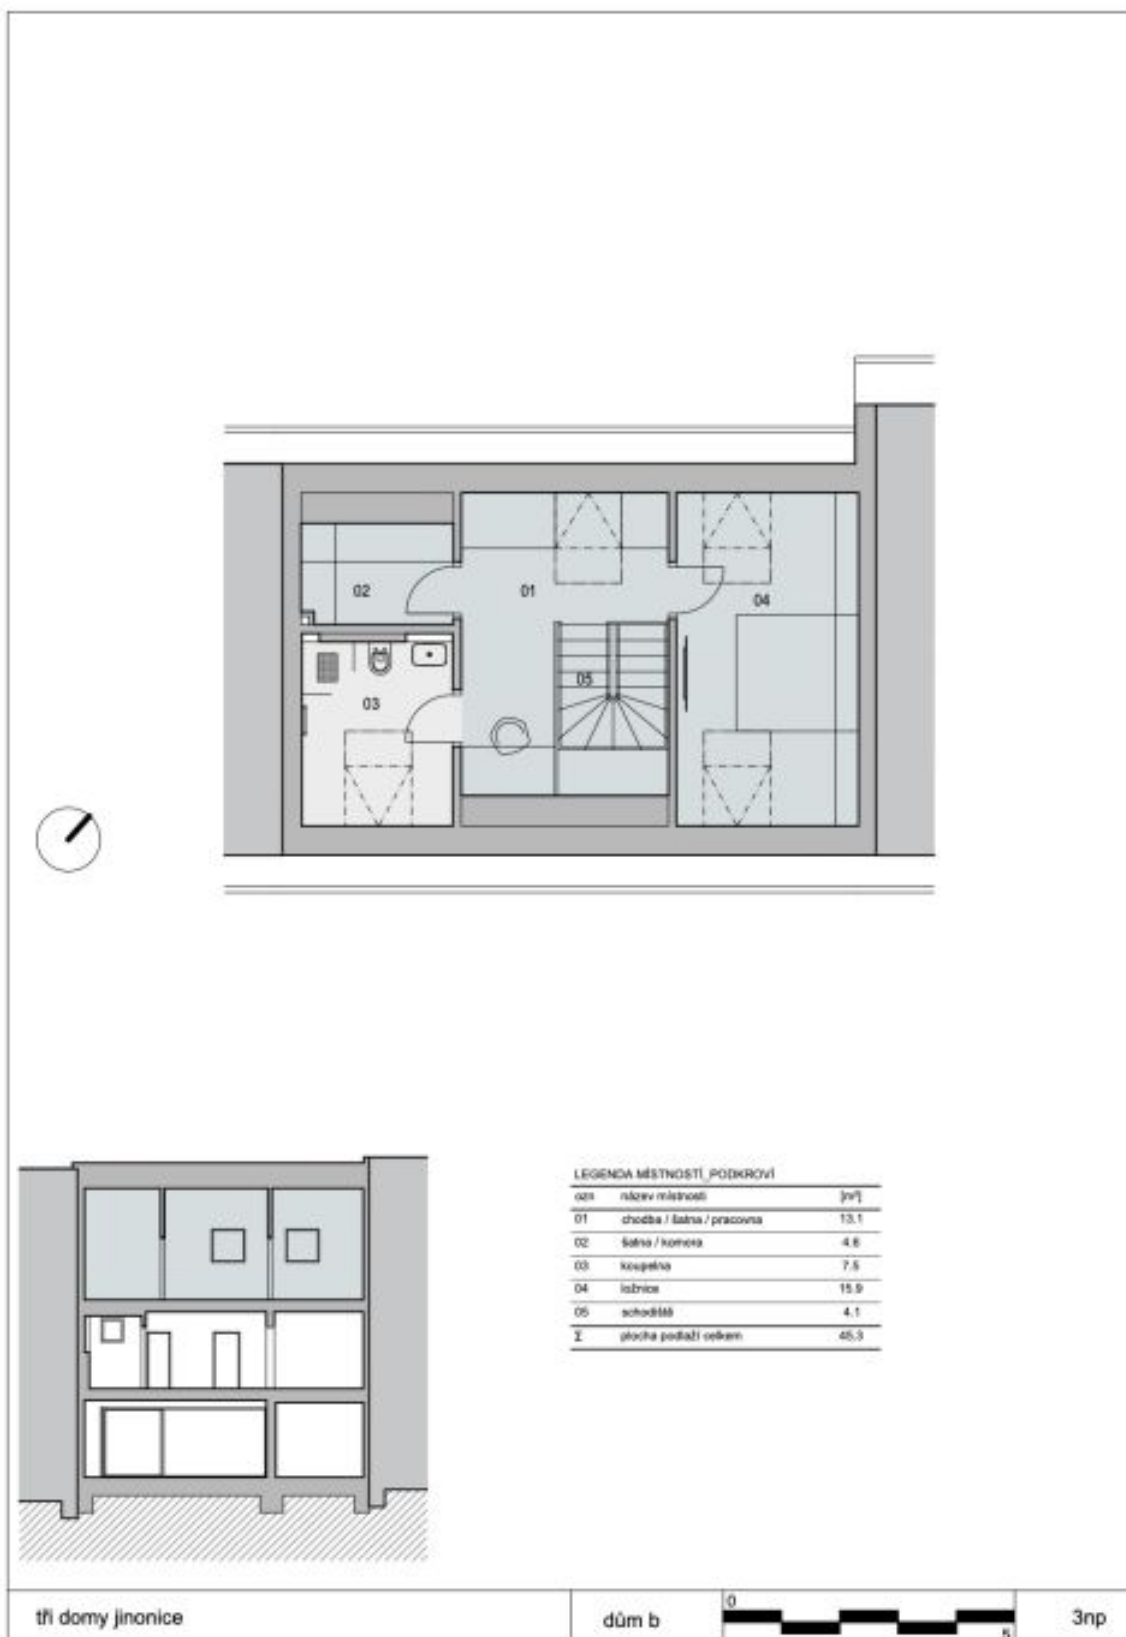 02
01
04
05
03
LEGENDA MÍSTNOSTÍ_PODKROVÍ
ozn název místnosti [m²]
01 chodba / šatna / pracovna 13.1
02 šatna / komora 4.6
03 koupelna 7.5
04 ložnice 15.9
05 schodiště 4.1
Σ plocha podlaží celkem 45.3
tři domy jinonice
dům b
0
5
3np